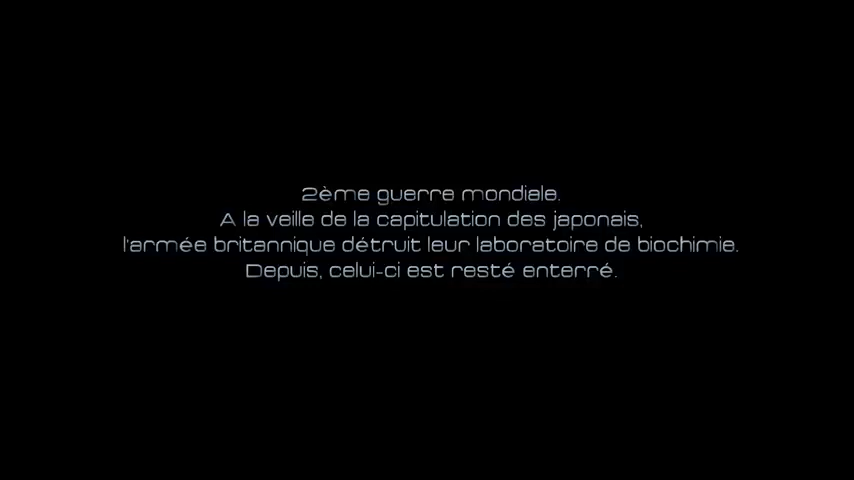 2ème guerre mondiale.
A la veille de la capitulation des japonais,
l'armée britannique détruit leur laboratoire de biochimie.
Depuis, celui-ci est resté enterré.